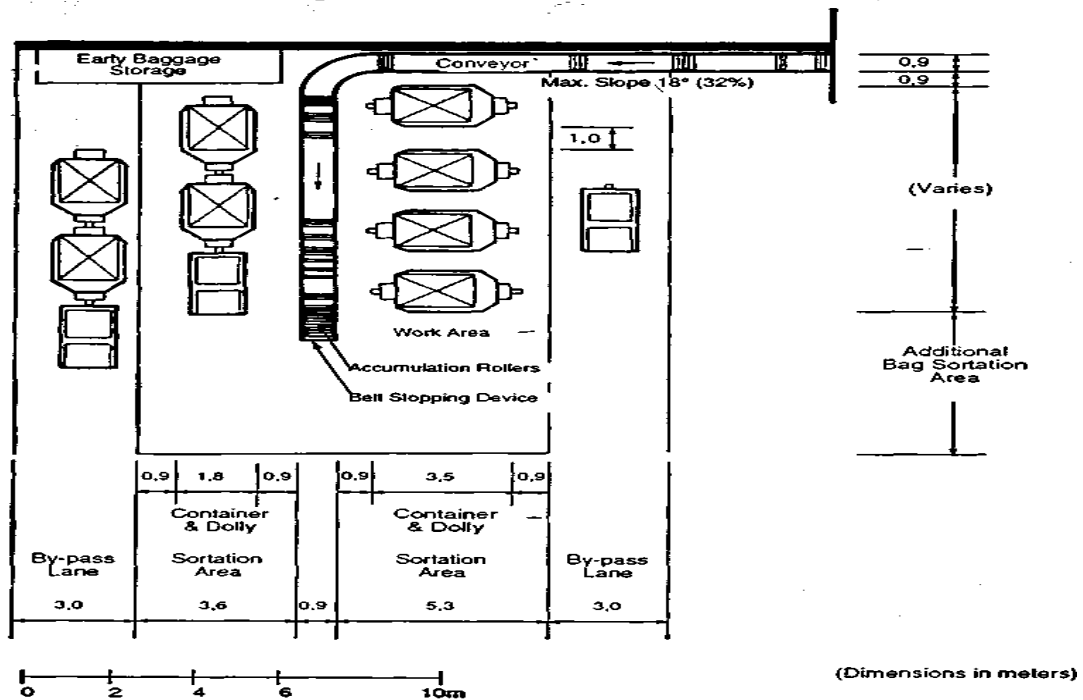 Early Baggage
Storage
Conveyor
Max. Slope 18° (32%)
0.9
0.9
1.0
(Varies)
Work Area
Accumulation Rollers
Belt Stopping Device
Additional
Bag Sortation
Area
0.9 1.8 0.9 0.9 3.5 0.9
Container
& Dolly
Container
& Dolly
By-pass
Lane
Sortation
Area
Sortation
Area
By-pass
Lane
3.0 3.6 0.9 5.3 3.0
0 2 4 6 10m
(Dimensions in meters)